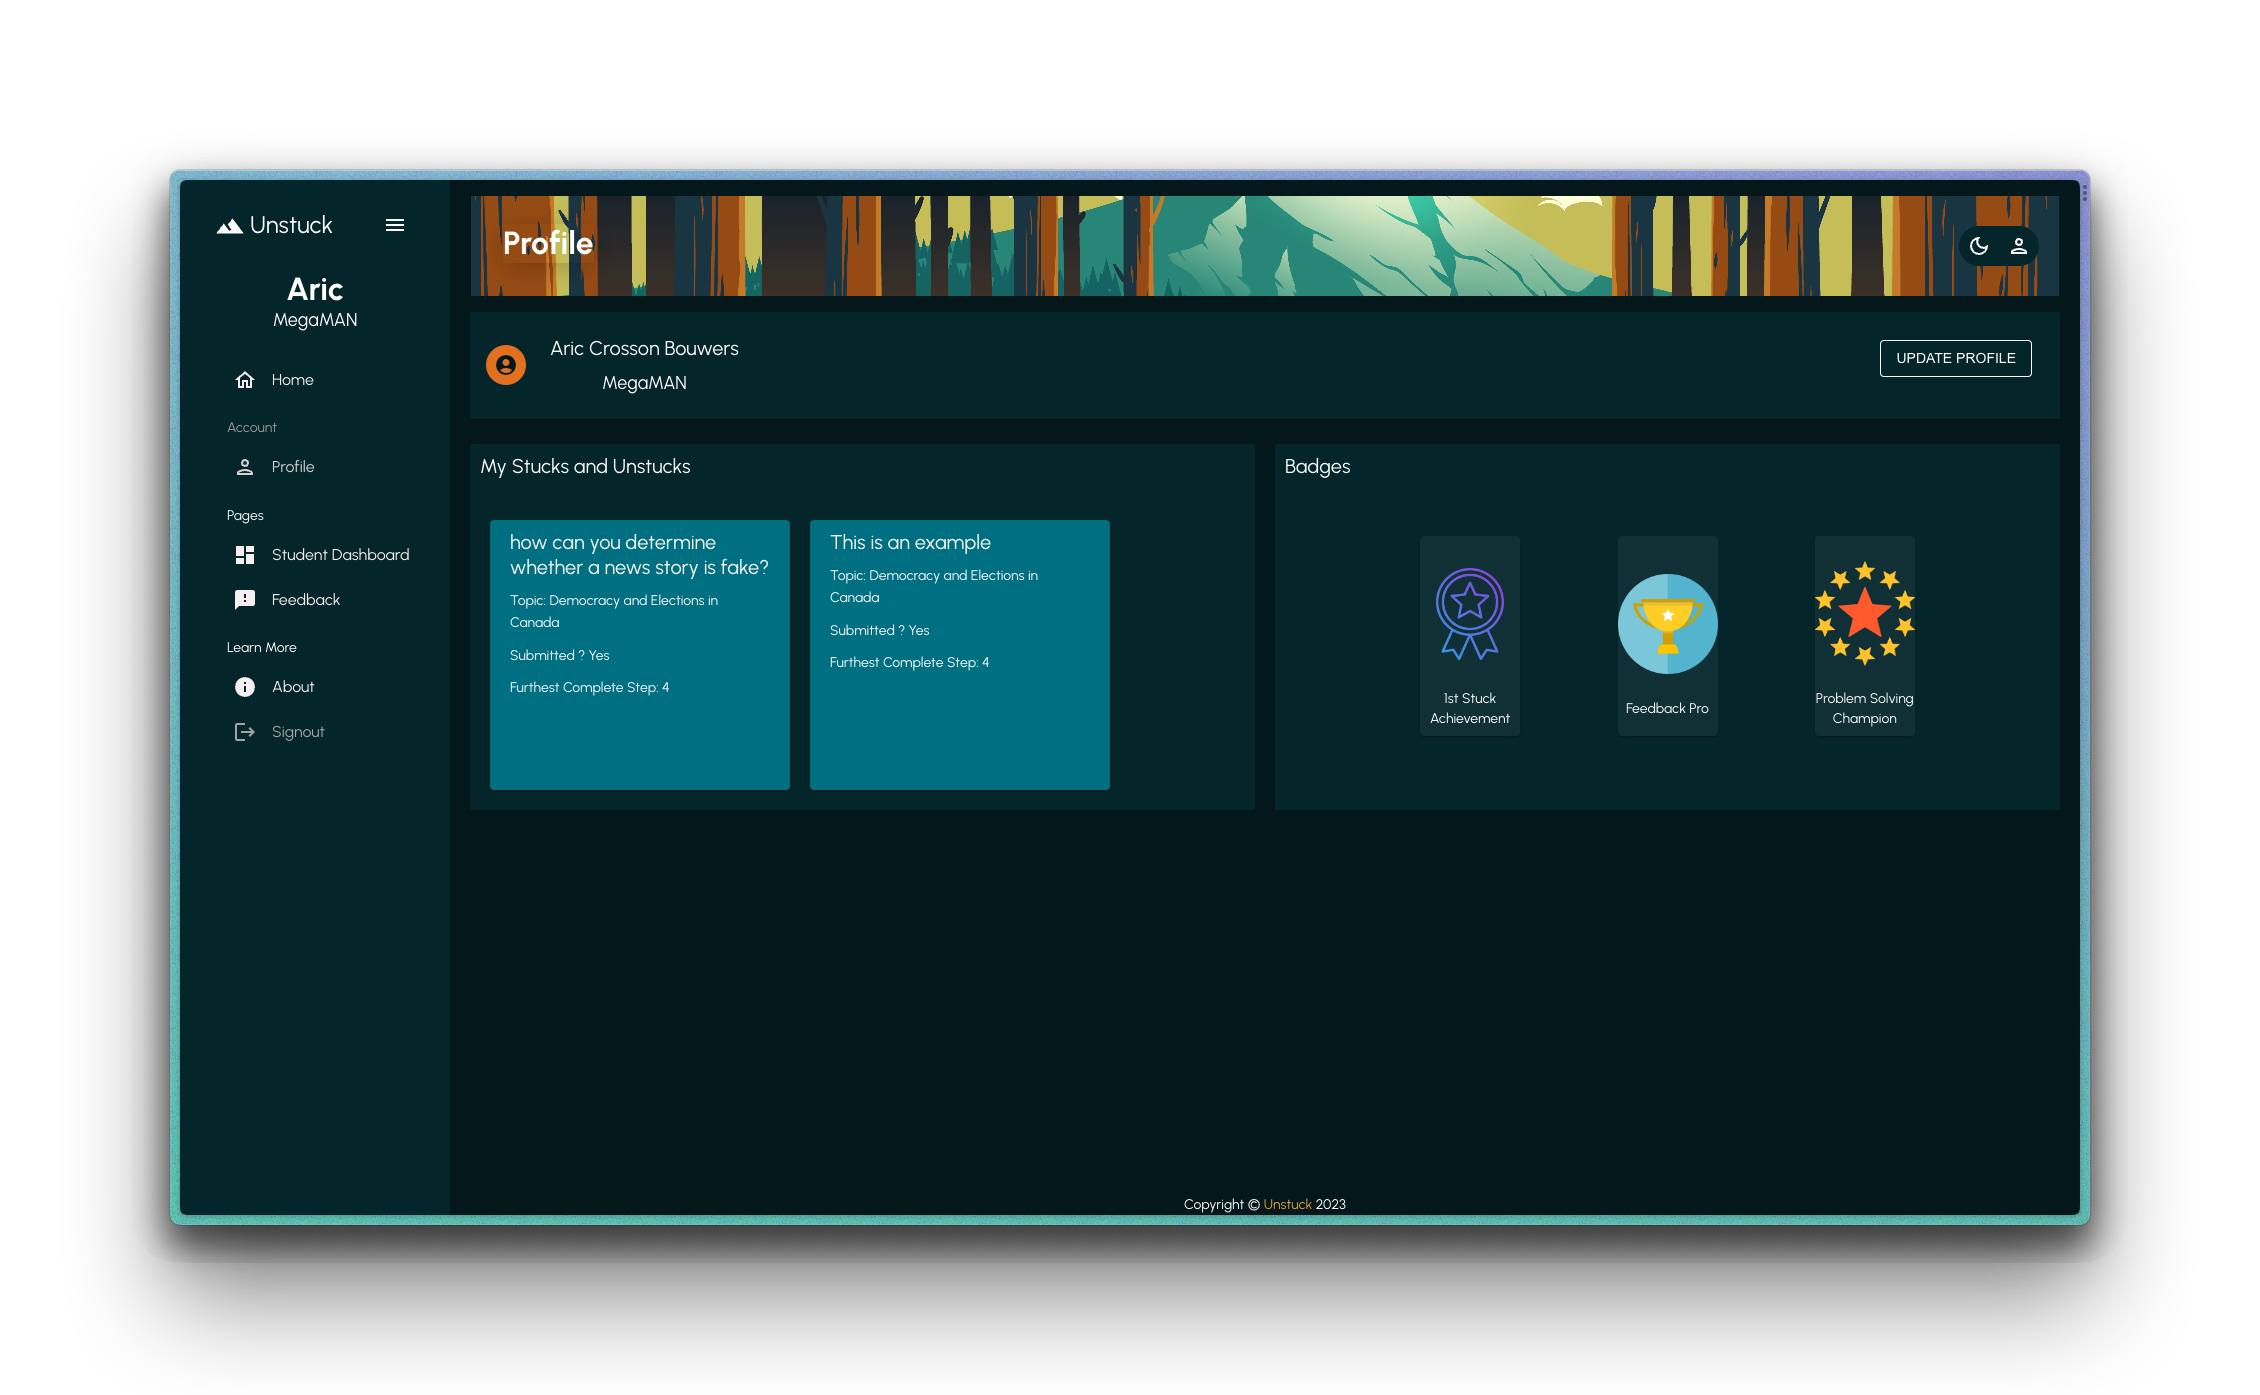 Unstuck
Aric
MegaMAN
Home
Account
Profile
Pages
Student Dashboard
Feedback
Learn More
About
Signout
Profile
Aric Crosson Bouwers
MegaMAN
UPDATE PROFILE
My Stucks and Unstucks
how can you determine
whether a news story is fake?
Topic: Democracy and Elections in
Canada
Submitted ? Yes
Furthest Complete Step: 4
This is an example
Topic: Democracy and Elections in
Canada
Submitted ? Yes
Furthest Complete Step: 4
Badges
1st Stuck
Achievement
Feedback Pro
Problem Solving
Champion
Copyright © Unstuck 2023